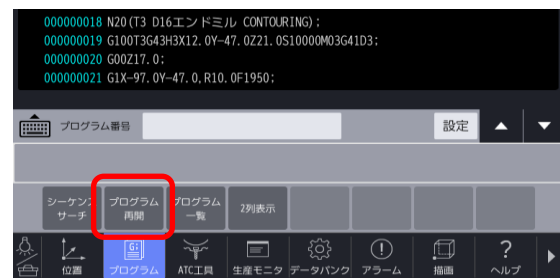 000000018 N20(T3 D16エンドミル CONTOURING);
000000019 G100T3G43H3X12.0Y-47.0Z21.0S10000M03G41D3;
000000020 G00Z17.0;
000000021 G1X-97.0Y-47.0,R10.0F1950;
プログラム番号
設定
シーケンス
サーチ
プログラム
再開
プログラム
一覧
2列表示
位置
プログラム
ATC工具
生産モニタ
データバンク
アラーム
描画
ヘルプ